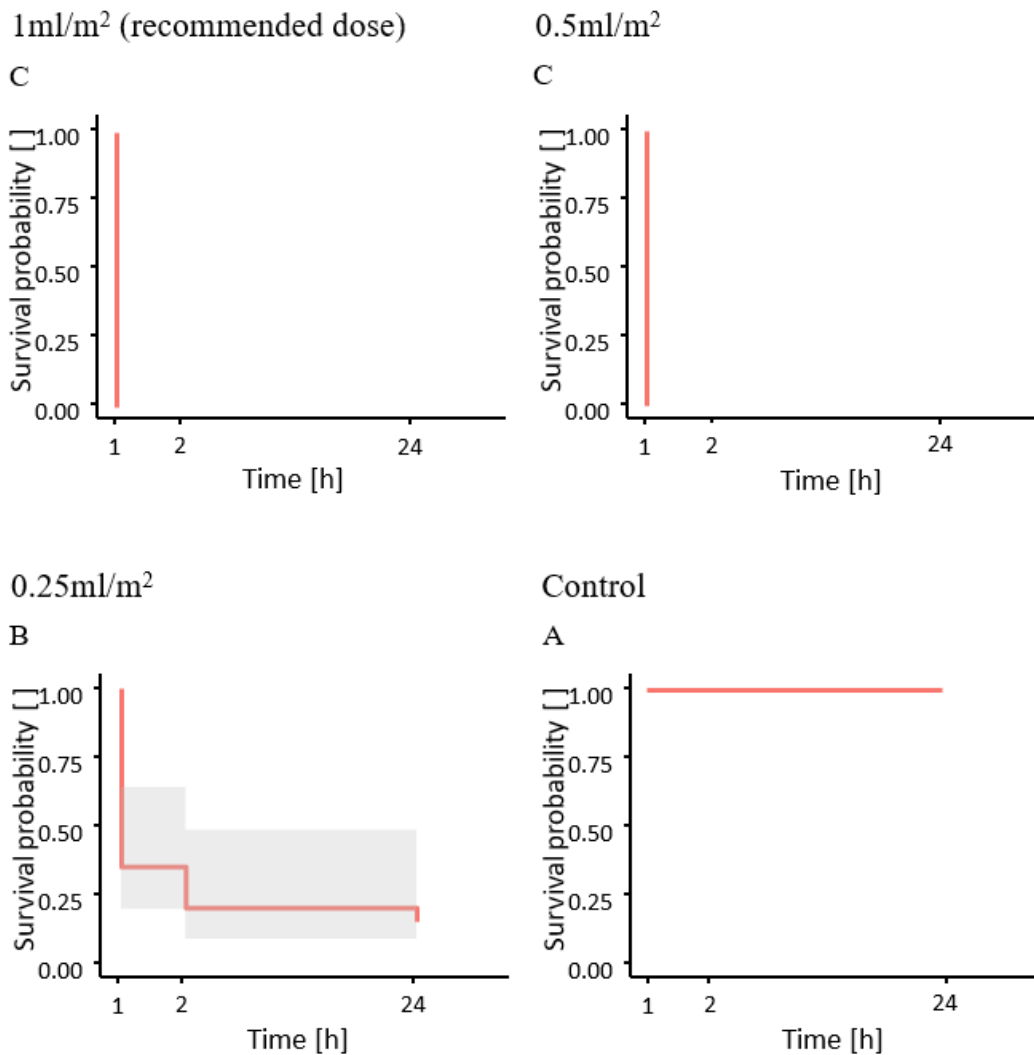 1ml/m² (recommended dose)
C
Survival probability [ ]
1.00
0.75
0.50
0.25
0.00
1 2 24
Time [h]
0.5ml/m²
C
Survival probability [ ]
1.00
0.75
0.50
0.25
0.00
1 2 24
Time [h]
0.25ml/m²
B
Survival probability [ ]
1.00
0.75
0.50
0.25
0.00
1 2 24
Time [h]
Control
A
Survival probability [ ]
1.00
0.75
0.50
0.25
0.00
1 2 24
Time [h]